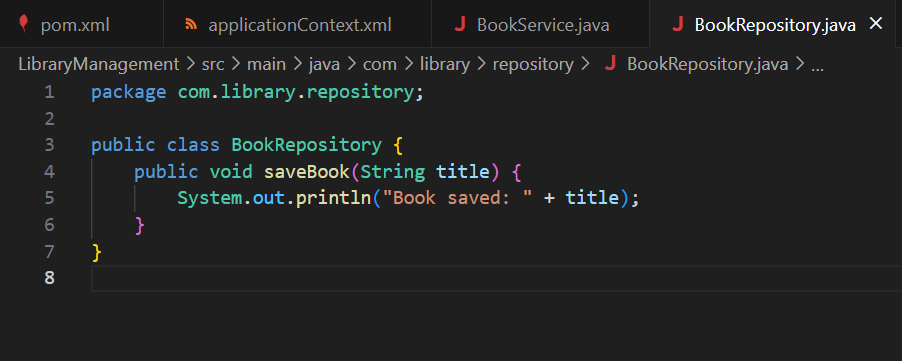 pom.xml applicationContext.xml BookService.java BookRepository.java ×
LibraryManagement > src > main > java > com > library > repository > BookRepository.java > ...
1 package com.library.repository;
2
3 public class BookRepository {
4     public void saveBook(String title) {
5         System.out.println("Book saved: " + title);
6     }
7 }
8